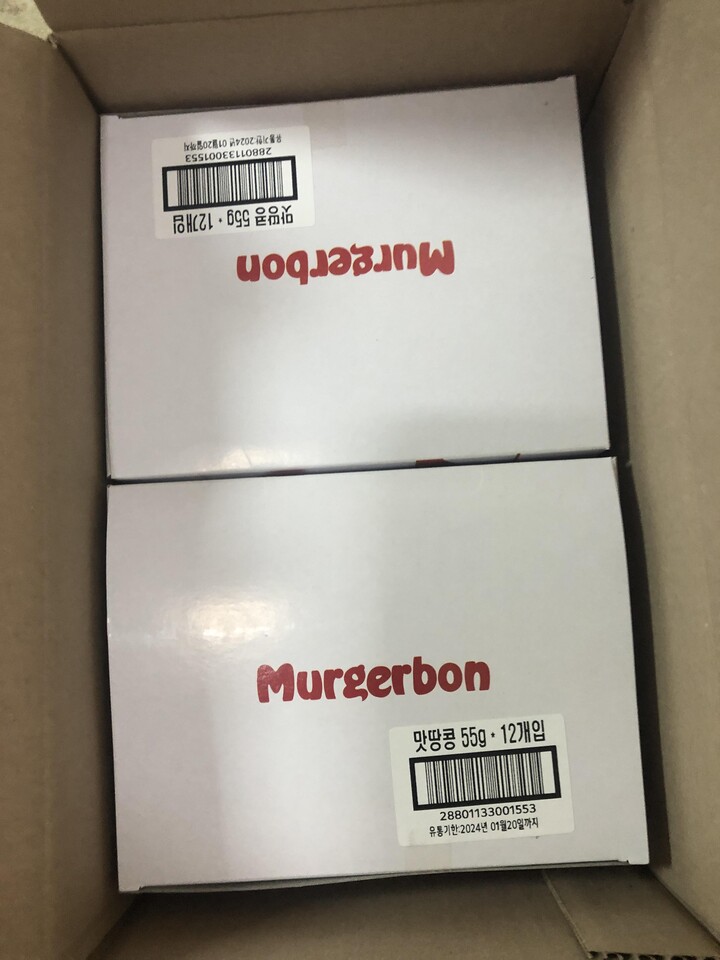 유통기한:2024년 01월20일까지
28801133001553
맛땅콩 55g · 12개입
Murgerbon
Murgerbon
맛땅콩 55g · 12개입
28801133001553
유통기한:2024년 01월20일까지